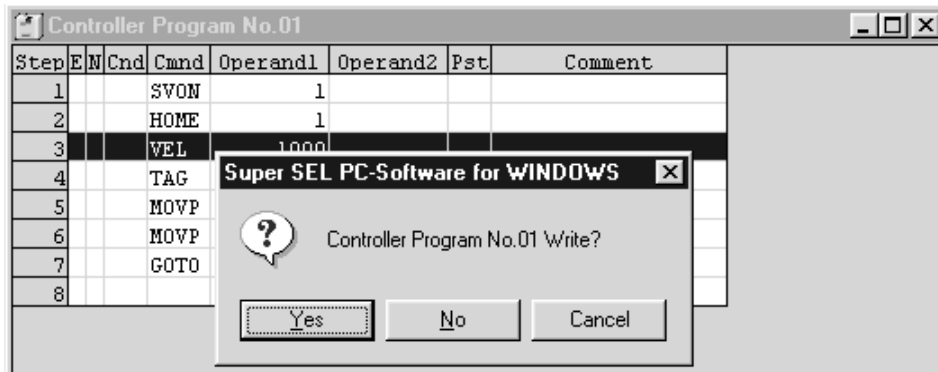 Controller Program No.01
Step E N Cnd Cmnd Operand1 Operand2 Pst Comment
1 SVON 1
2 HOME 1
3 VEL 1000
4 TAG
5 MOVP
6 MOVP
7 GOTO
8
Super SEL PC-Software for WINDOWS
Controller Program No.01 Write?
Yes No Cancel